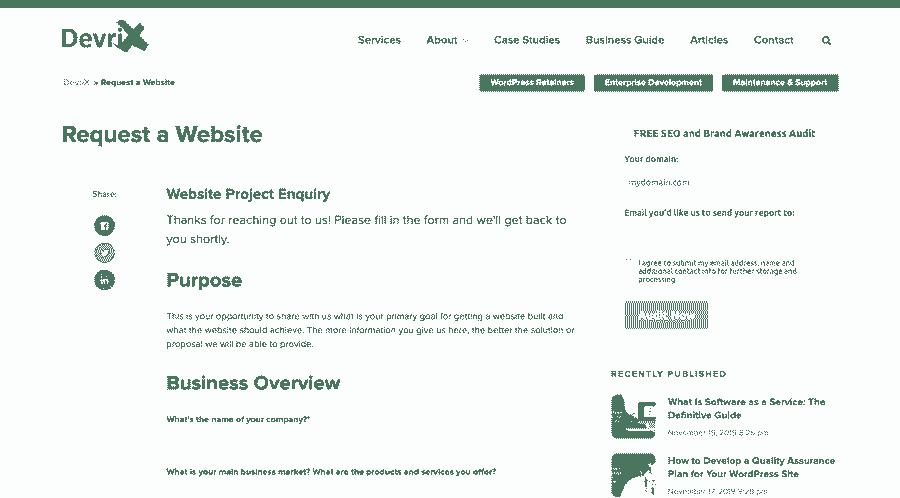 DevriX
Services About Case Studies Business Guide Articles Contact
DevriX » Request a Website
WordPress Retainers Enterprise Development Maintenance & Support
Request a Website
Share:
Website Project Enquiry
Thanks for reaching out to us! Please fill in the form and we'll get back to
you shortly.
Purpose
This is your opportunity to share with us what is your primary goal for getting a website built and
what the website should achieve. The more information you give us here, the better the solution or
proposal we will be able to provide.
Business Overview
What's the name of your company?*
What is your main business market? What are the products and services you offer?
FREE SEO and Brand Awareness Audit
Your domain:
mydomain.com
Email you'd like us to send your report to:
I agree to submit my email address, name and
additional contact info for further storage and
processing
Audit Now
RECENTLY PUBLISHED
What Is Software as a Service: The
Definitive Guide
November 19, 2019 8:26 pm
How to Develop a Quality Assurance
Plan for Your WordPress Site
November 17, 2019 9:29 pm